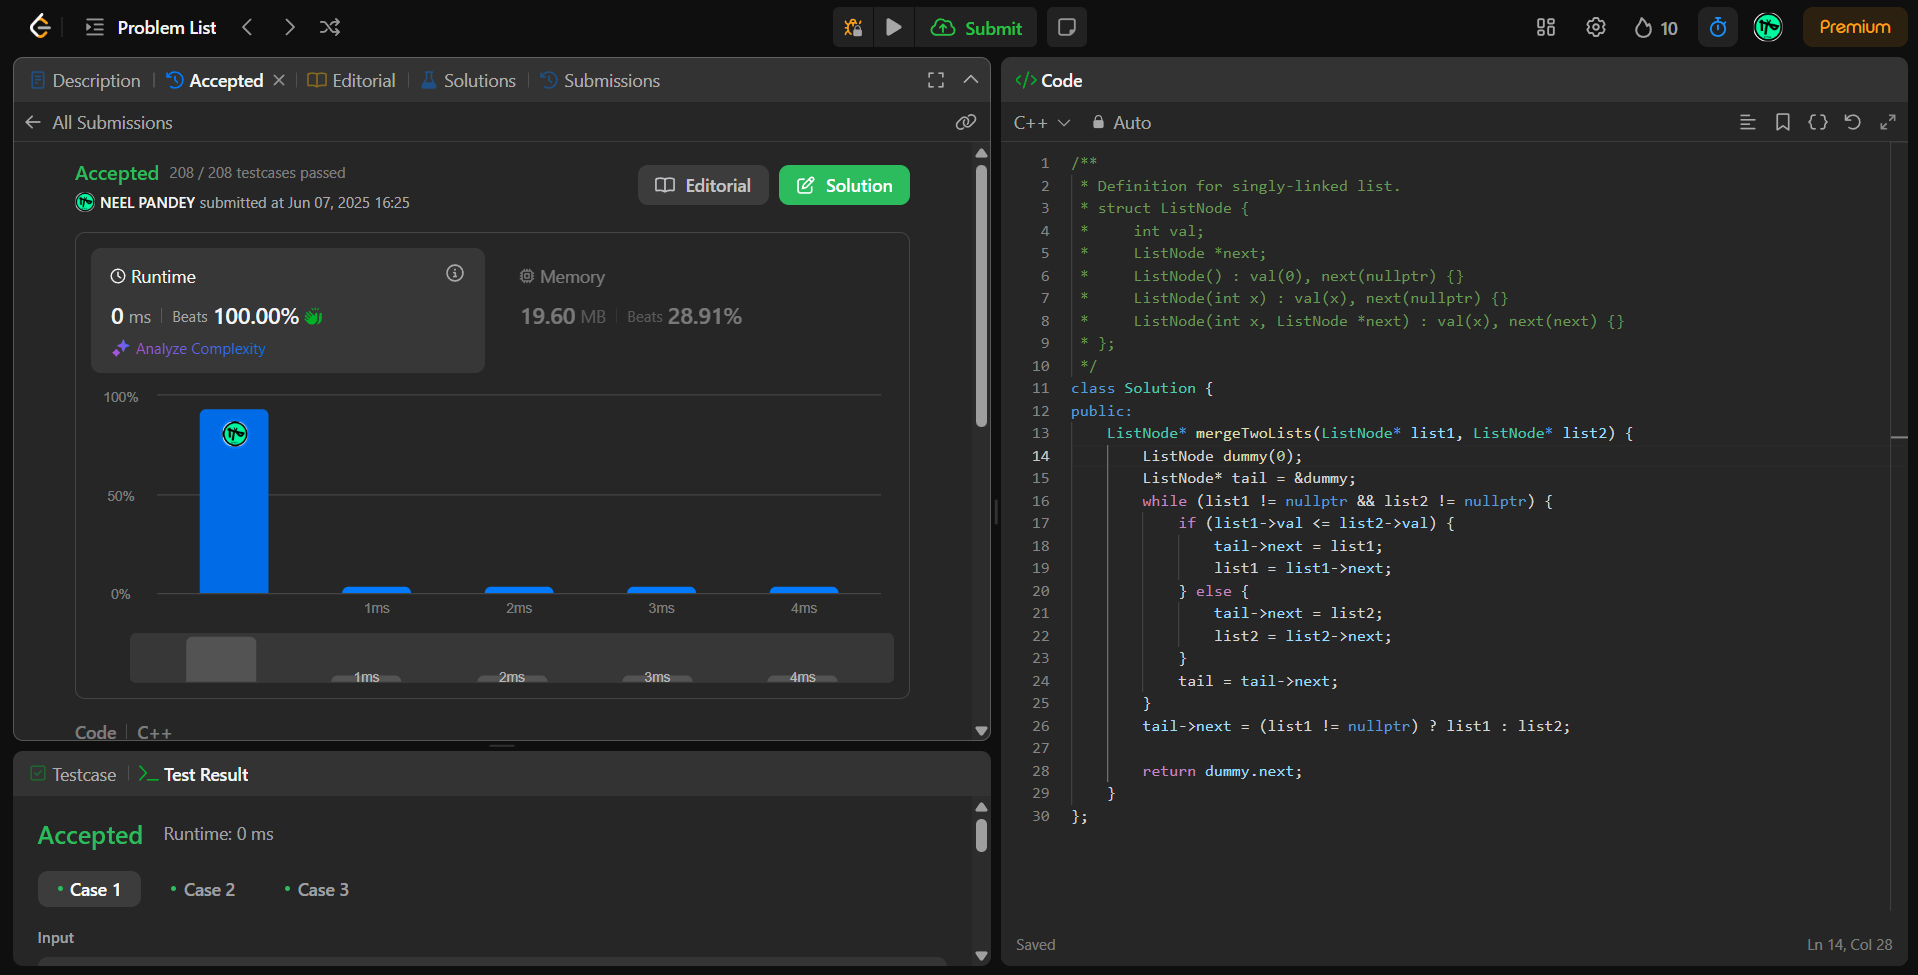 Problem List
Submit
10
Premium
Description
Accepted
Editorial
Solutions
Submissions
All Submissions
Accepted 208 / 208 testcases passed
NEEL PANDEY submitted at Jun 07, 2025 16:25
Editorial
Solution
Runtime
0 ms | Beats 100.00%
Analyze Complexity
Memory
19.60 MB | Beats 28.91%
100%
50%
0%
1ms 2ms 3ms 4ms
1ms 2ms 3ms 4ms
Code | C++
Testcase
Test Result
Accepted Runtime: 0 ms
Case 1
Case 2
Case 3
Input
</> Code
C++
Auto
1 /**
2 * Definition for singly-linked list.
3 * struct ListNode {
4 *     int val;
5 *     ListNode *next;
6 *     ListNode() : val(0), next(nullptr) {}
7 *     ListNode(int x) : val(x), next(nullptr) {}
8 *     ListNode(int x, ListNode *next) : val(x), next(next) {}
9 * };
10 */
11 class Solution {
12 public:
13     ListNode* mergeTwoLists(ListNode* list1, ListNode* list2) {
14         ListNode dummy(0);
15         ListNode* tail = &dummy;
16         while (list1 != nullptr && list2 != nullptr) {
17             if (list1->val <= list2->val) {
18                 tail->next = list1;
19                 list1 = list1->next;
20             } else {
21                 tail->next = list2;
22                 list2 = list2->next;
23             }
24             tail = tail->next;
25         }
26         tail->next = (list1 != nullptr) ? list1 : list2;
27
28         return dummy.next;
29     }
30 };
Saved
Ln 14, Col 28